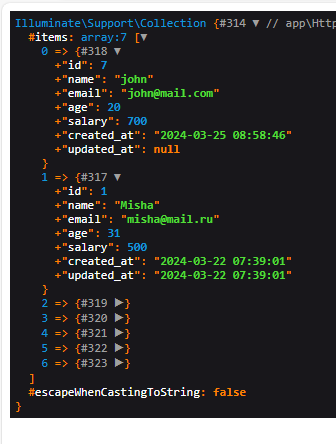 Illuminate\Support\Collection {#314 ▼ // app\Http
#items: array:7 [▼
0 => {#318 ▼
+"id": 7
+"name": "john"
+"email": "john@mail.com"
+"age": 20
+"salary": 700
+"created_at": "2024-03-25 08:58:46"
+"updated_at": null
}
1 => {#317 ▼
+"id": 1
+"name": "Misha"
+"email": "misha@mail.ru"
+"age": 31
+"salary": 500
+"created_at": "2024-03-22 07:39:01"
+"updated_at": "2024-03-22 07:39:01"
}
2 => {#319 ▶}
3 => {#320 ▶}
4 => {#321 ▶}
5 => {#322 ▶}
6 => {#323 ▶}
]
#escapeWhenCastingToString: false
}